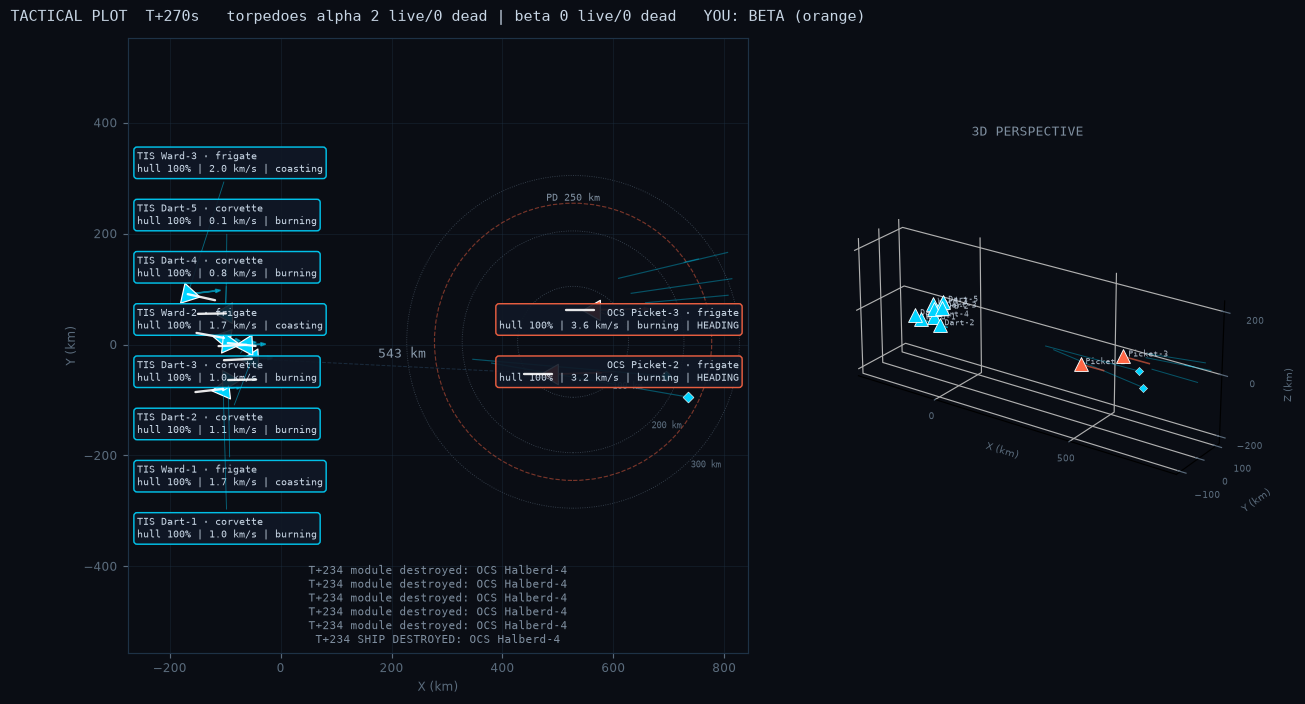 TACTICAL PLOT  T+270s   torpedoes alpha 2 live/0 dead | beta 0 live/0 dead   YOU: BETA (orange)
3D PERSPECTIVE
400
200
0
−200
−400
Y (km)
−200
0
200
400
600
800
X (km)
TIS Ward-3 · frigate
hull 100% | 2.0 km/s | coasting
TIS Dart-5 · corvette
hull 100% | 0.1 km/s | burning
TIS Dart-4 · corvette
hull 100% | 0.8 km/s | burning
TIS Ward-2 · frigate
hull 100% | 1.7 km/s | coasting
TIS Dart-3 · corvette
hull 100% | 1.0 km/s | burning
TIS Dart-2 · corvette
hull 100% | 1.1 km/s | burning
TIS Ward-1 · frigate
hull 100% | 1.7 km/s | coasting
TIS Dart-1 · corvette
hull 100% | 1.0 km/s | burning
PD 250 km
OCS Picket-3 · frigate
hull 100% | 3.6 km/s | burning | HEADING
543 km
OCS Picket-2 · frigate
hull 100% | 3.2 km/s | burning | HEADING
200 km
300 km
T+234 module destroyed: OCS Halberd-4
T+234 module destroyed: OCS Halberd-4
T+234 module destroyed: OCS Halberd-4
T+234 module destroyed: OCS Halberd-4
T+234 module destroyed: OCS Halberd-4
T+234 SHIP DESTROYED: OCS Halberd-4
Dart-5
Dart-2
Picket
Picket-3
0
500
X (km)
−100
0
100
Y (km)
200
0
−200
Z (km)